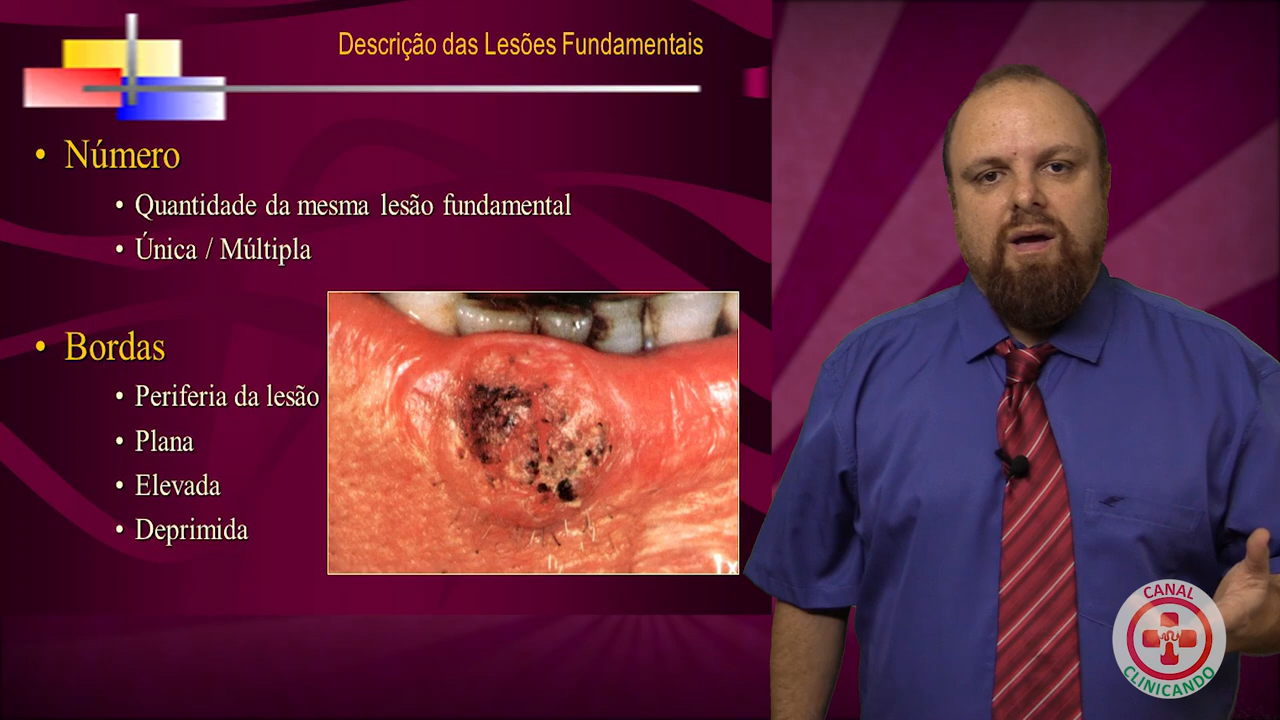 Descrição das Lesões Fundamentais
• Número
• Quantidade da mesma lesão fundamental
• Única / Múltipla
• Bordas
• Periferia da lesão
• Plana
• Elevada
• Deprimida
CANAL
CLINICANDO